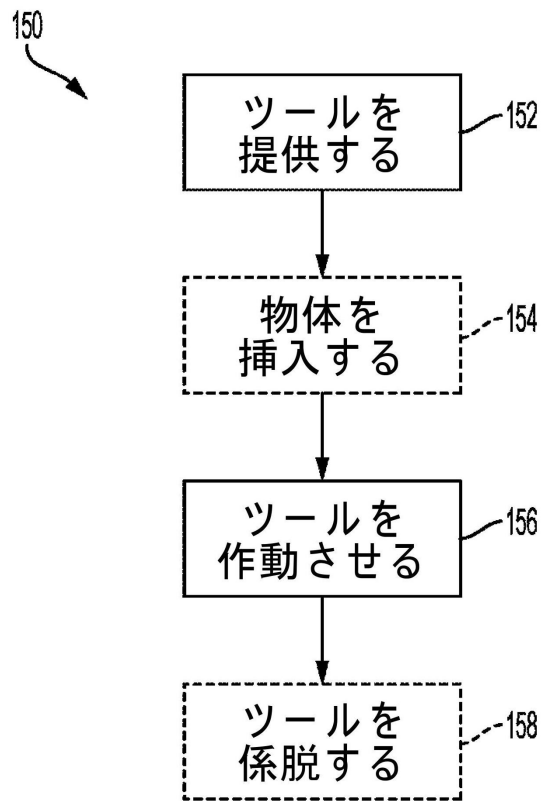 150
ツールを
提供する
152
物体を
挿入する
154
ツールを
作動させる
156
ツールを
係脱する
158